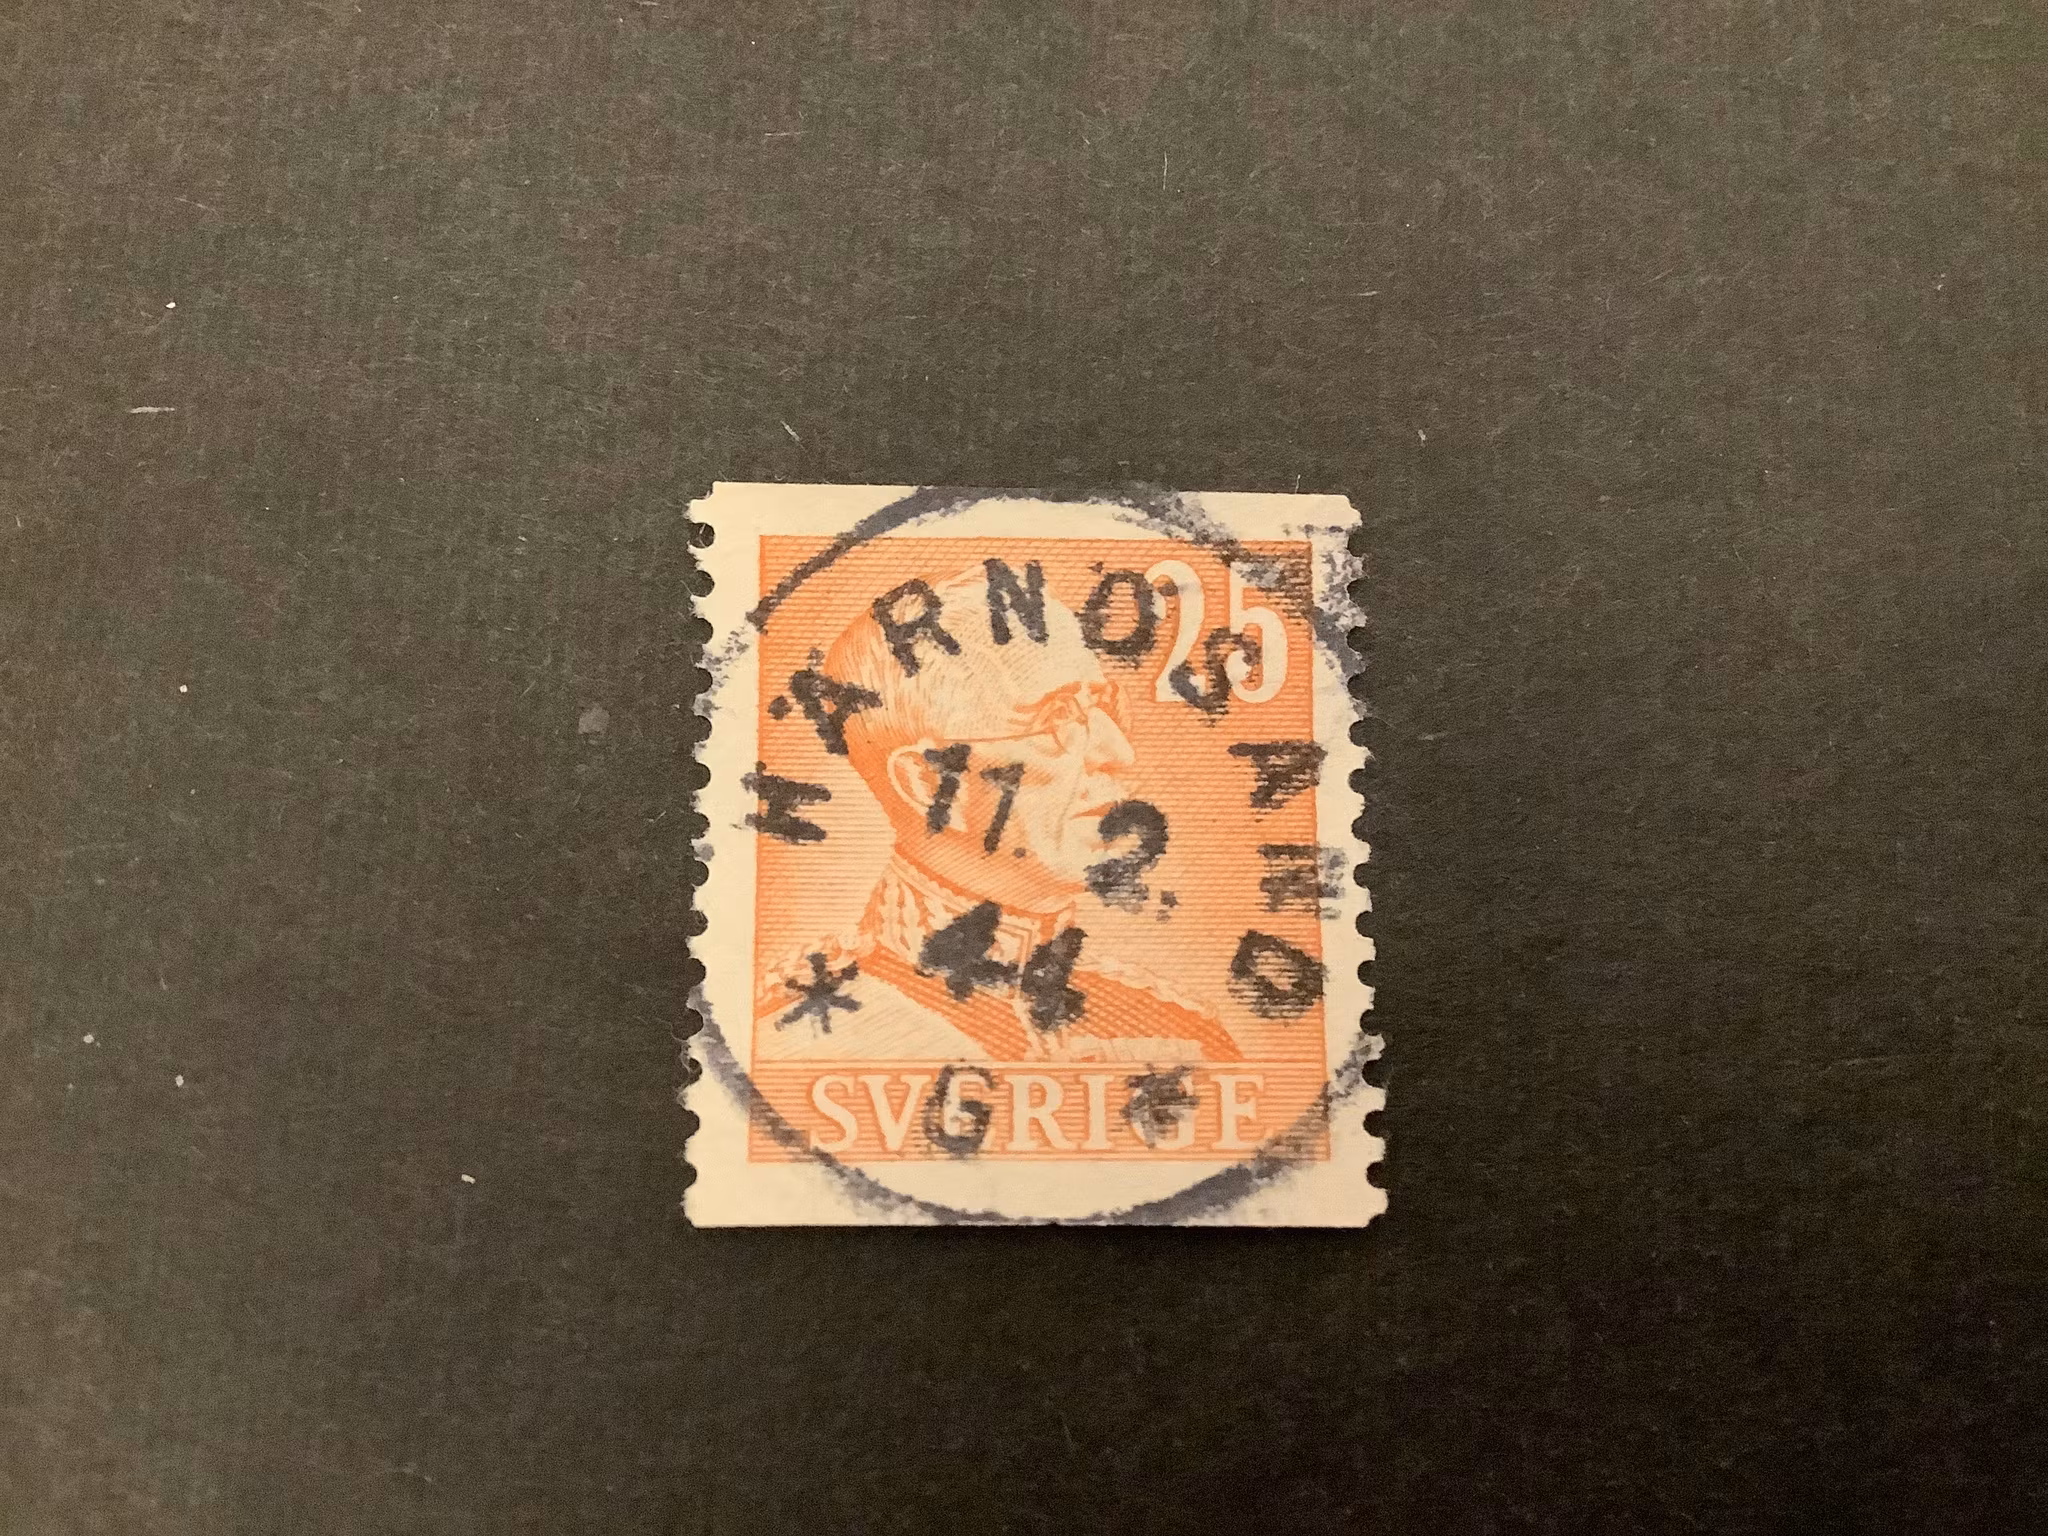 25
SVERIGE
HÄRNÖSAND
11. 2.
44
* G *